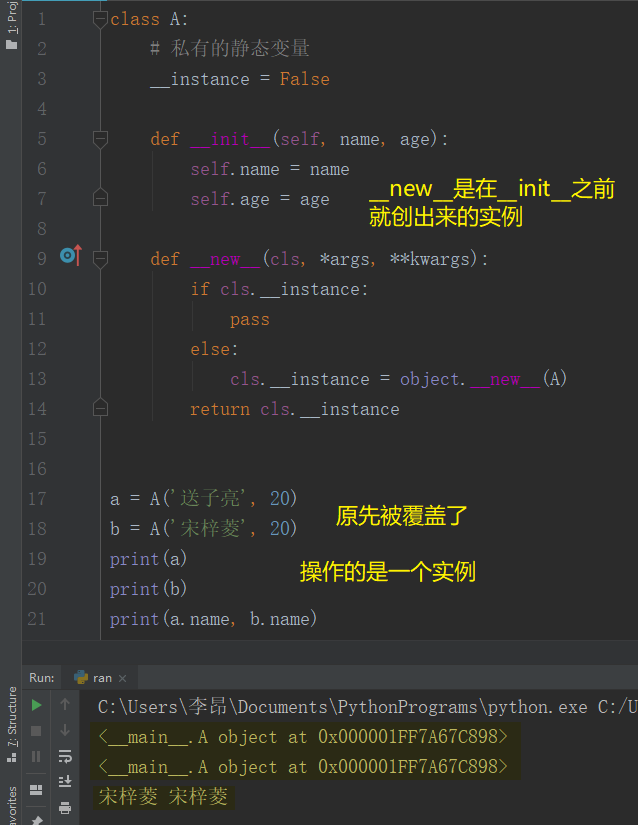 1: Proj
1 class A:
2 # 私有的静态变量
3 __instance = False
4
5 def __init__(self, name, age):
6 self.name = name
7 self.age = age
__new__是在__init__之前
就创出来的实例
8
9 def __new__(cls, *args, **kwargs):
10 if cls.__instance:
11 pass
12 else:
13 cls.__instance = object.__new__(A)
14 return cls.__instance
15
16
17 a = A('送子亮', 20)
18 b = A('宋梓菱', 20)
原先被覆盖了
19 print(a)
操作的是一个实例
20 print(b)
21 print(a.name, b.name)
Run: ran
7: Structure
avorites
C:\Users\李昂\Documents\PythonPrograms\python.exe C:/U
<__main__.A object at 0x000001FF7A67C898>
<__main__.A object at 0x000001FF7A67C898>
宋梓菱 宋梓菱